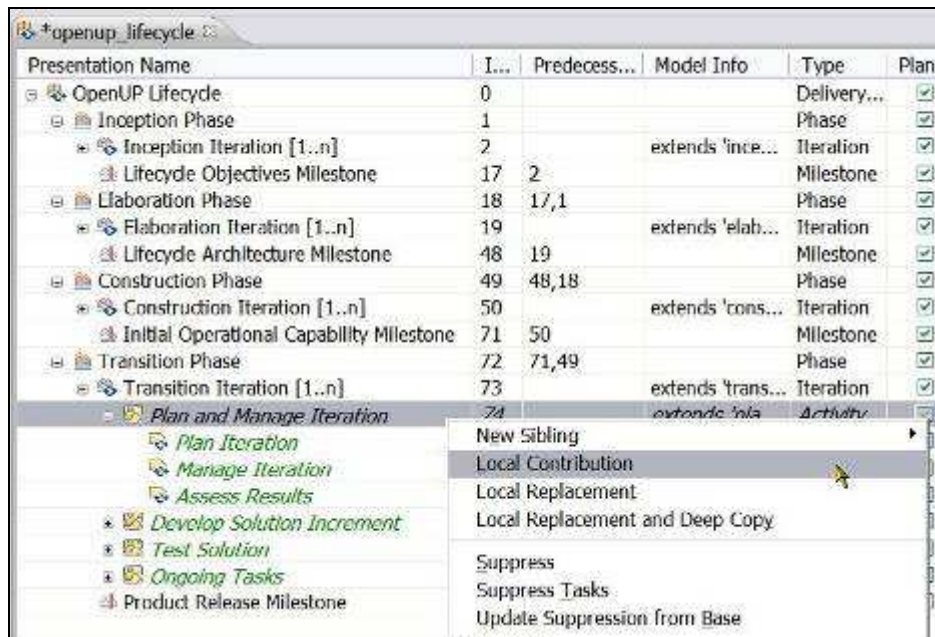 *openup_lifecycle
Presentation Name I... Predecess... Model Info Type Plan
OpenUP Lifecycle 0 Delivery...
Inception Phase 1 Phase
Inception Iteration [1..n] 2 extends 'ince... Iteration
Lifecycle Objectives Milestone 17 2 Milestone
Elaboration Phase 18 17,1 Phase
Elaboration Iteration [1..n] 19 extends 'elab... Iteration
Lifecycle Architecture Milestone 48 19 Milestone
Construction Phase 49 48,18 Phase
Construction Iteration [1..n] 50 extends 'cons... Iteration
Initial Operational Capability Milestone 71 50 Milestone
Transition Phase 72 71,49 Phase
Transition Iteration [1..n] 73 extends 'trans... Iteration
Plan and Manage Iteration 74 extends 'pla... Activity
New Sibling
Plan Iteration
Local Contribution
Manage Iteration
Local Replacement
Assess Results
Local Replacement and Deep Copy
Develop Solution Increment
Test Solution
Suppress
Ongoing Tasks
Suppress Tasks
Product Release Milestone
Update Suppression from Base